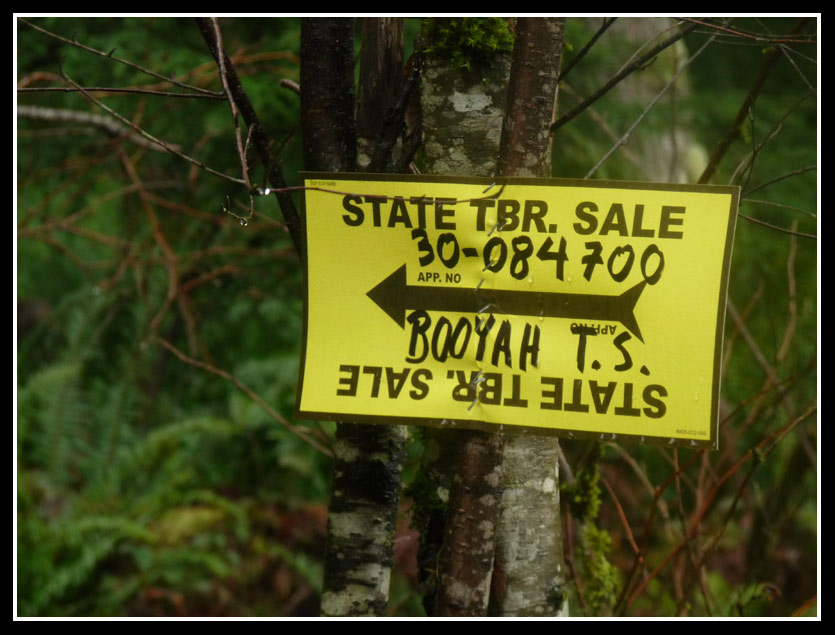 STATE TBR. SALE
30-084700
APP. NO
APP. NO
BOOYAH T.S.
STATE TBR. SALE